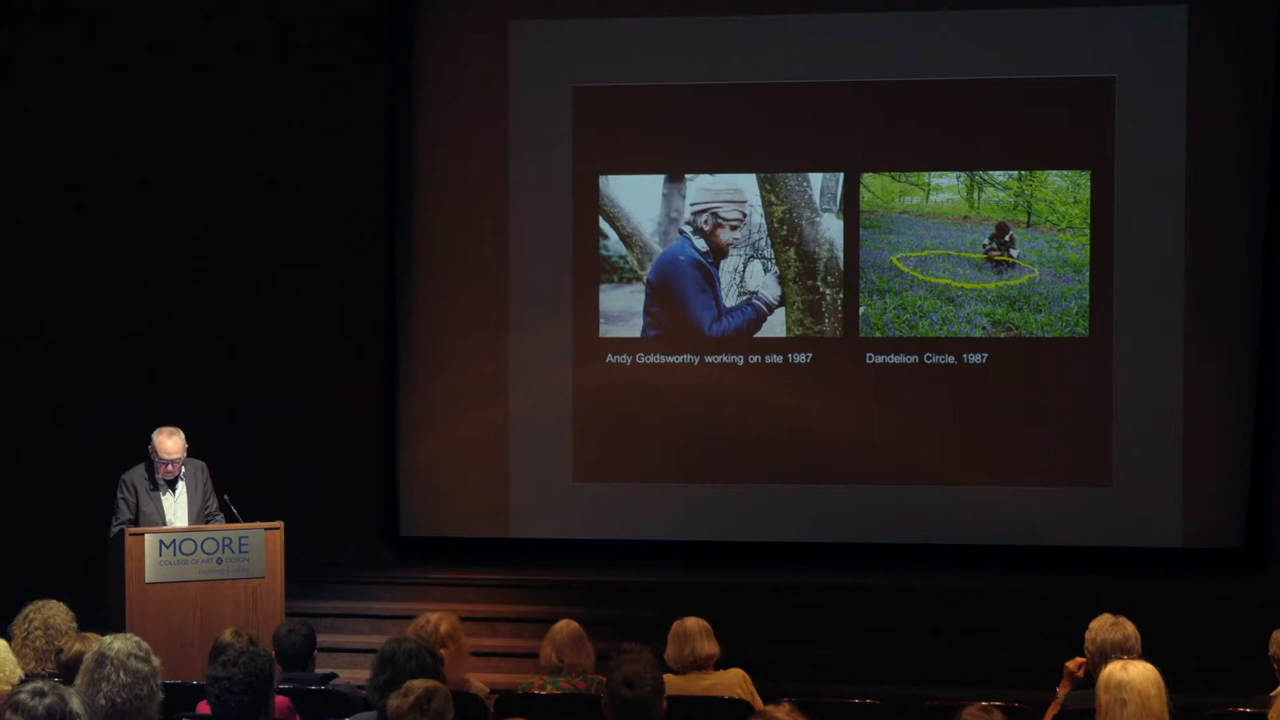 Andy Goldsworthy working on site 1987
Dandelion Circle, 1987
MOORE
COLLEGE OF ART & DESIGN